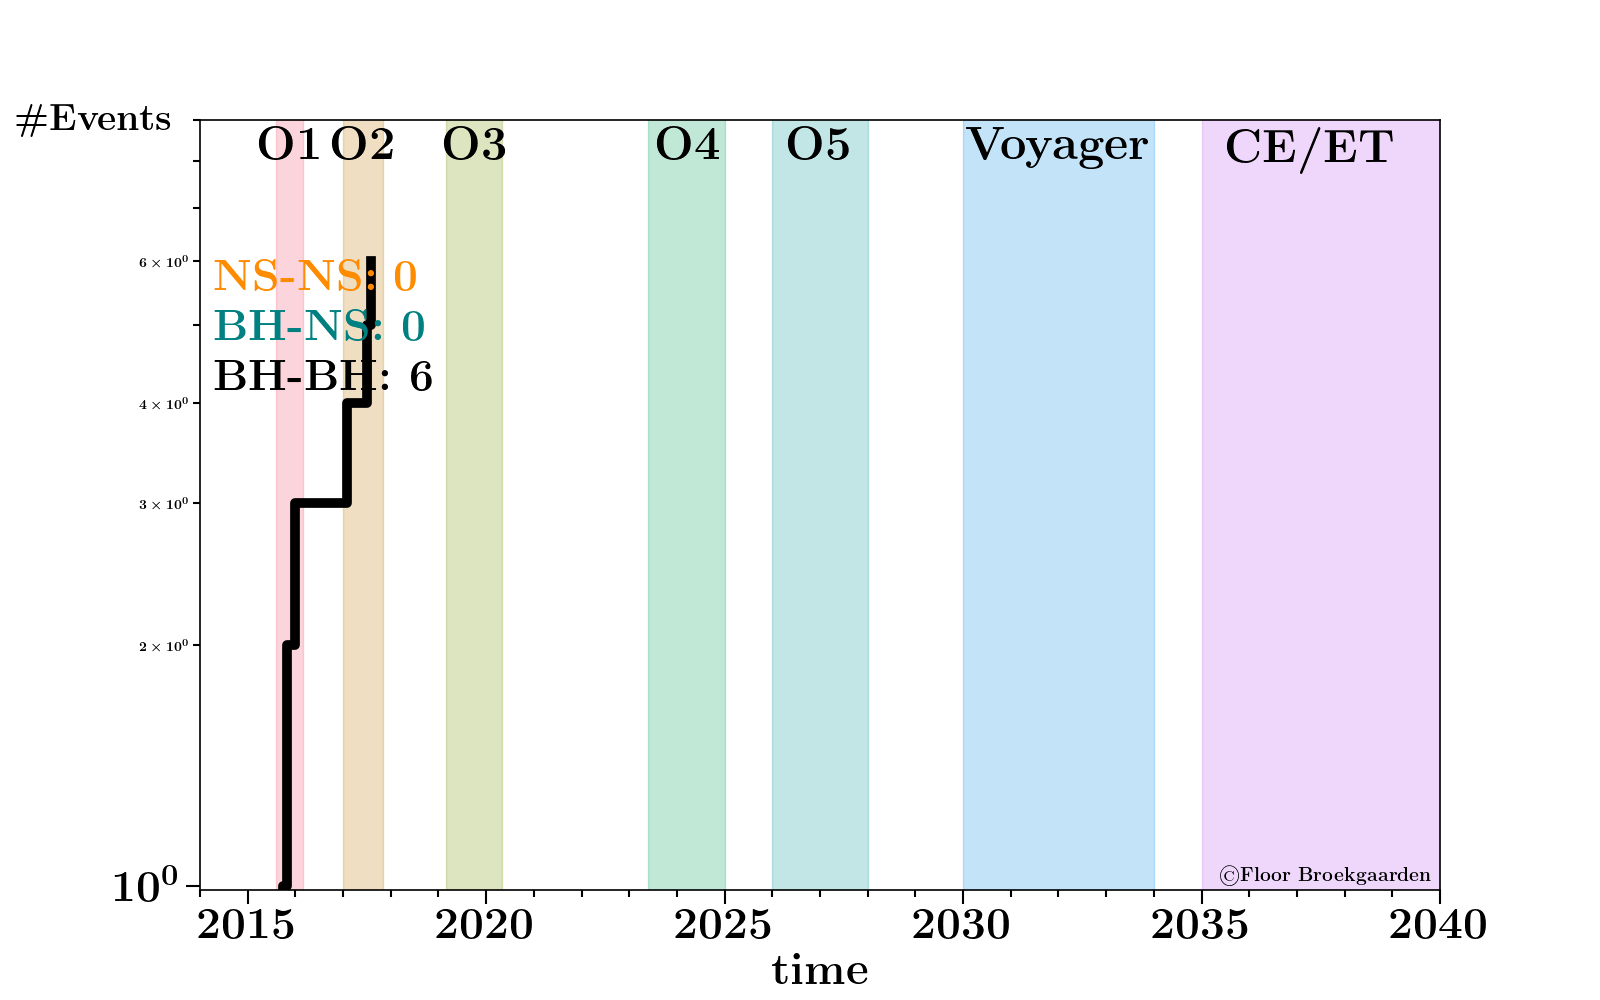 #Events
O1 O2 O3 O4 O5 Voyager CE/ET
6 × 10⁰
NS-NS: 0
BH-NS: 0
BH-BH: 6
4 × 10⁰
3 × 10⁰
2 × 10⁰
10⁰
©Floor Broekgaarden
2015 2020 2025 2030 2035 2040
time